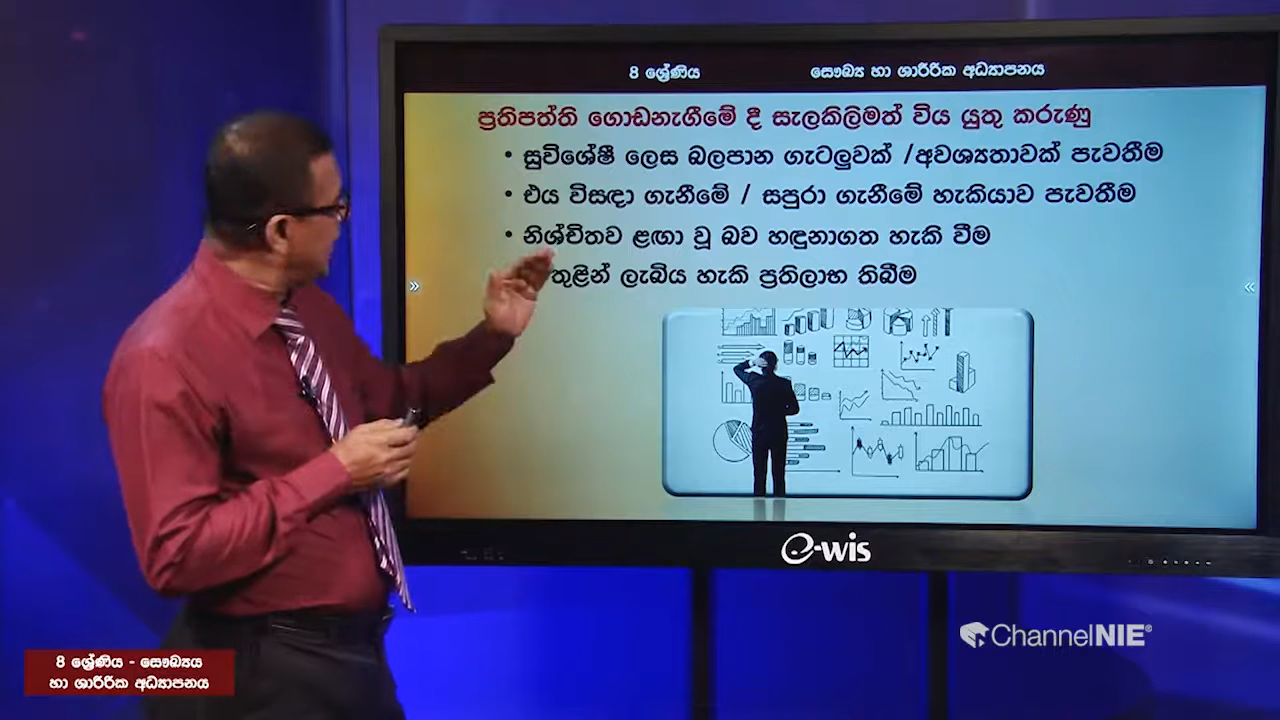 8 ශ්‍රේණිය සෞඛ්‍ය හා ශාරීරික අධ්‍යාපනය
ප්‍රතිපත්ති ගොඩනැගීමේ දී සැලකිලිමත් විය යුතු කරුණු
• සුවිශේෂී ලෙස බලපාන ගැටලුවක් /අවශ්‍යතාවක් පැවතීම
• එය විසඳා ගැනීමේ / සපුරා ගැනීමේ හැකියාව පැවතීම
• නිශ්චිතව ළඟා වූ බව හඳුනාගත හැකි වීම
තුළින් ලැබිය හැකි ප්‍රතිලාභ තිබීම
e-wis
ChannelNIE®
8 ශ්‍රේණිය - සෞඛ්‍යය
හා ශාරීරික අධ්‍යාපනය